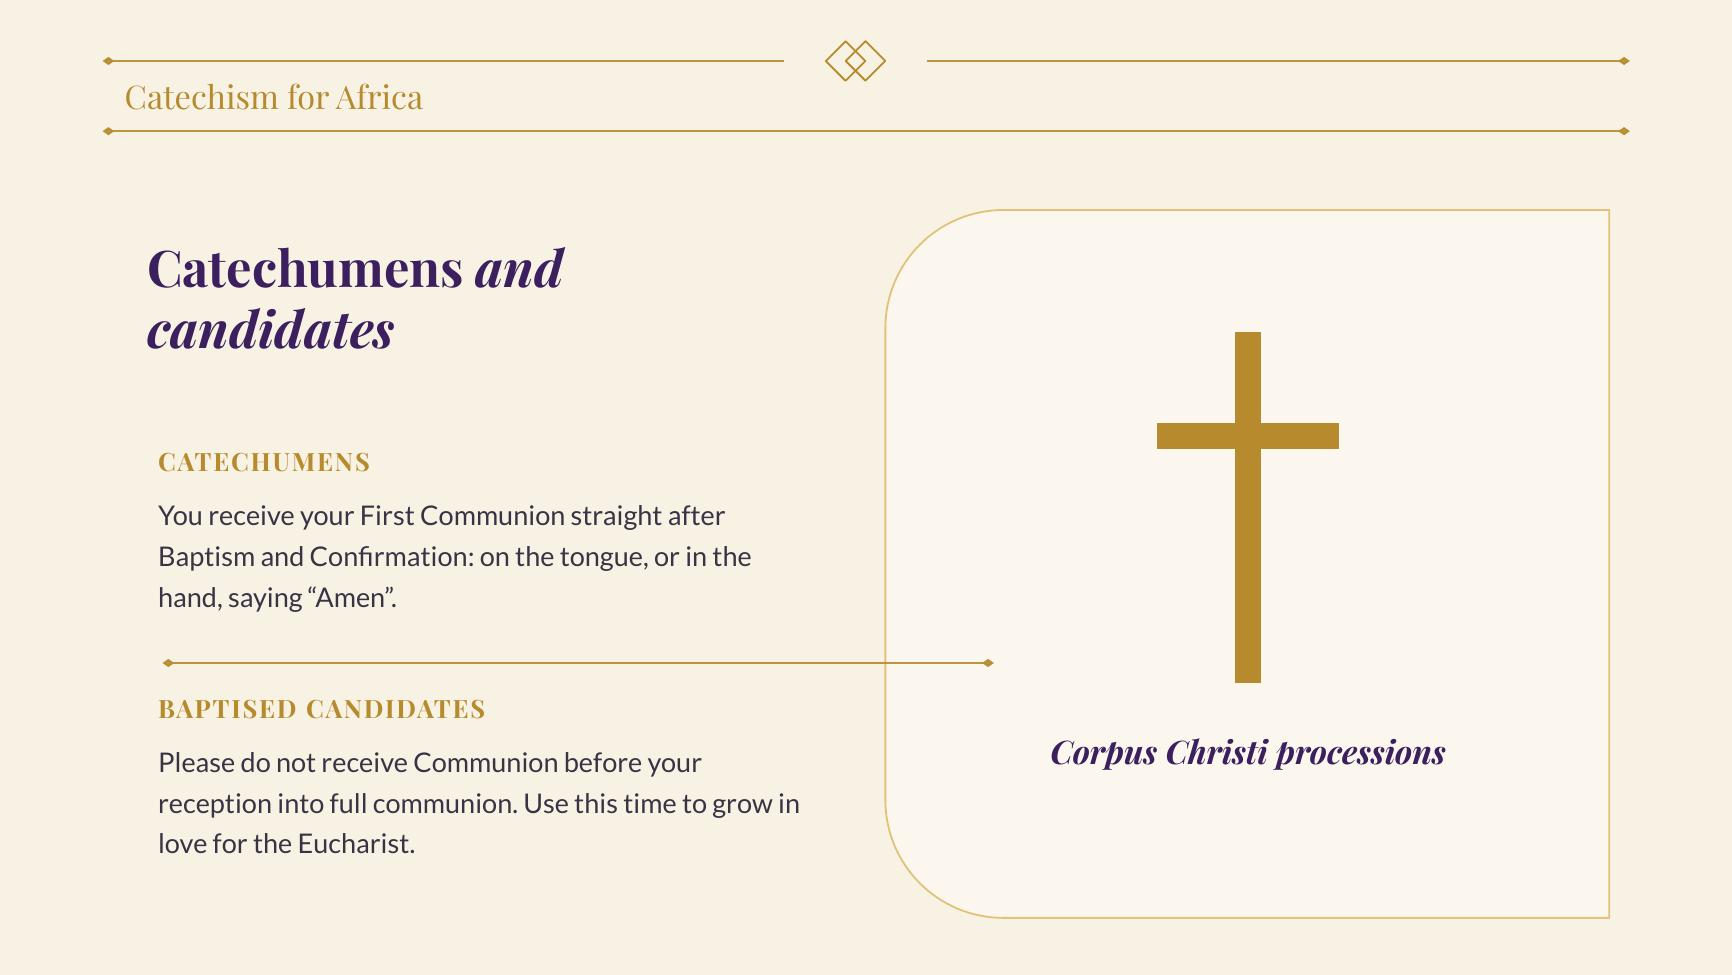 Catechism for Africa
Catechumens and
candidates
CATECHUMENS
You receive your First Communion straight after
Baptism and Confirmation: on the tongue, or in the
hand, saying “Amen”.
BAPTISED CANDIDATES
Please do not receive Communion before your
reception into full communion. Use this time to grow in
love for the Eucharist.
Corpus Christi processions